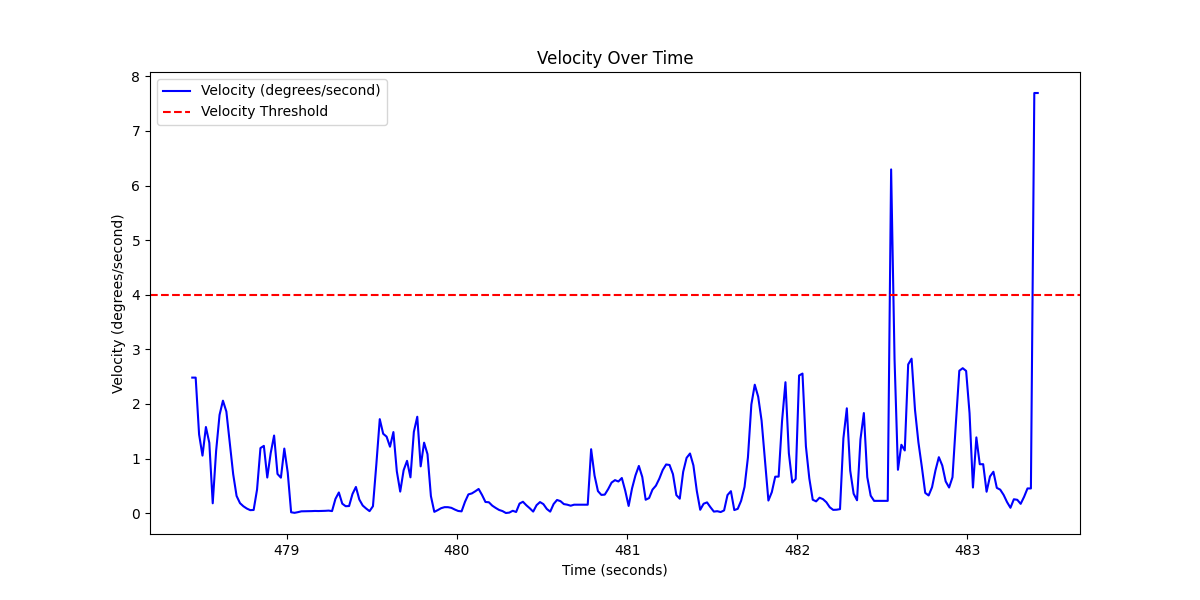 Velocity Over Time
Velocity (degrees/second)
Velocity Threshold
8
7
6
5
4
3
2
1
0
Velocity (degrees/second)
479 480 481 482 483
Time (seconds)